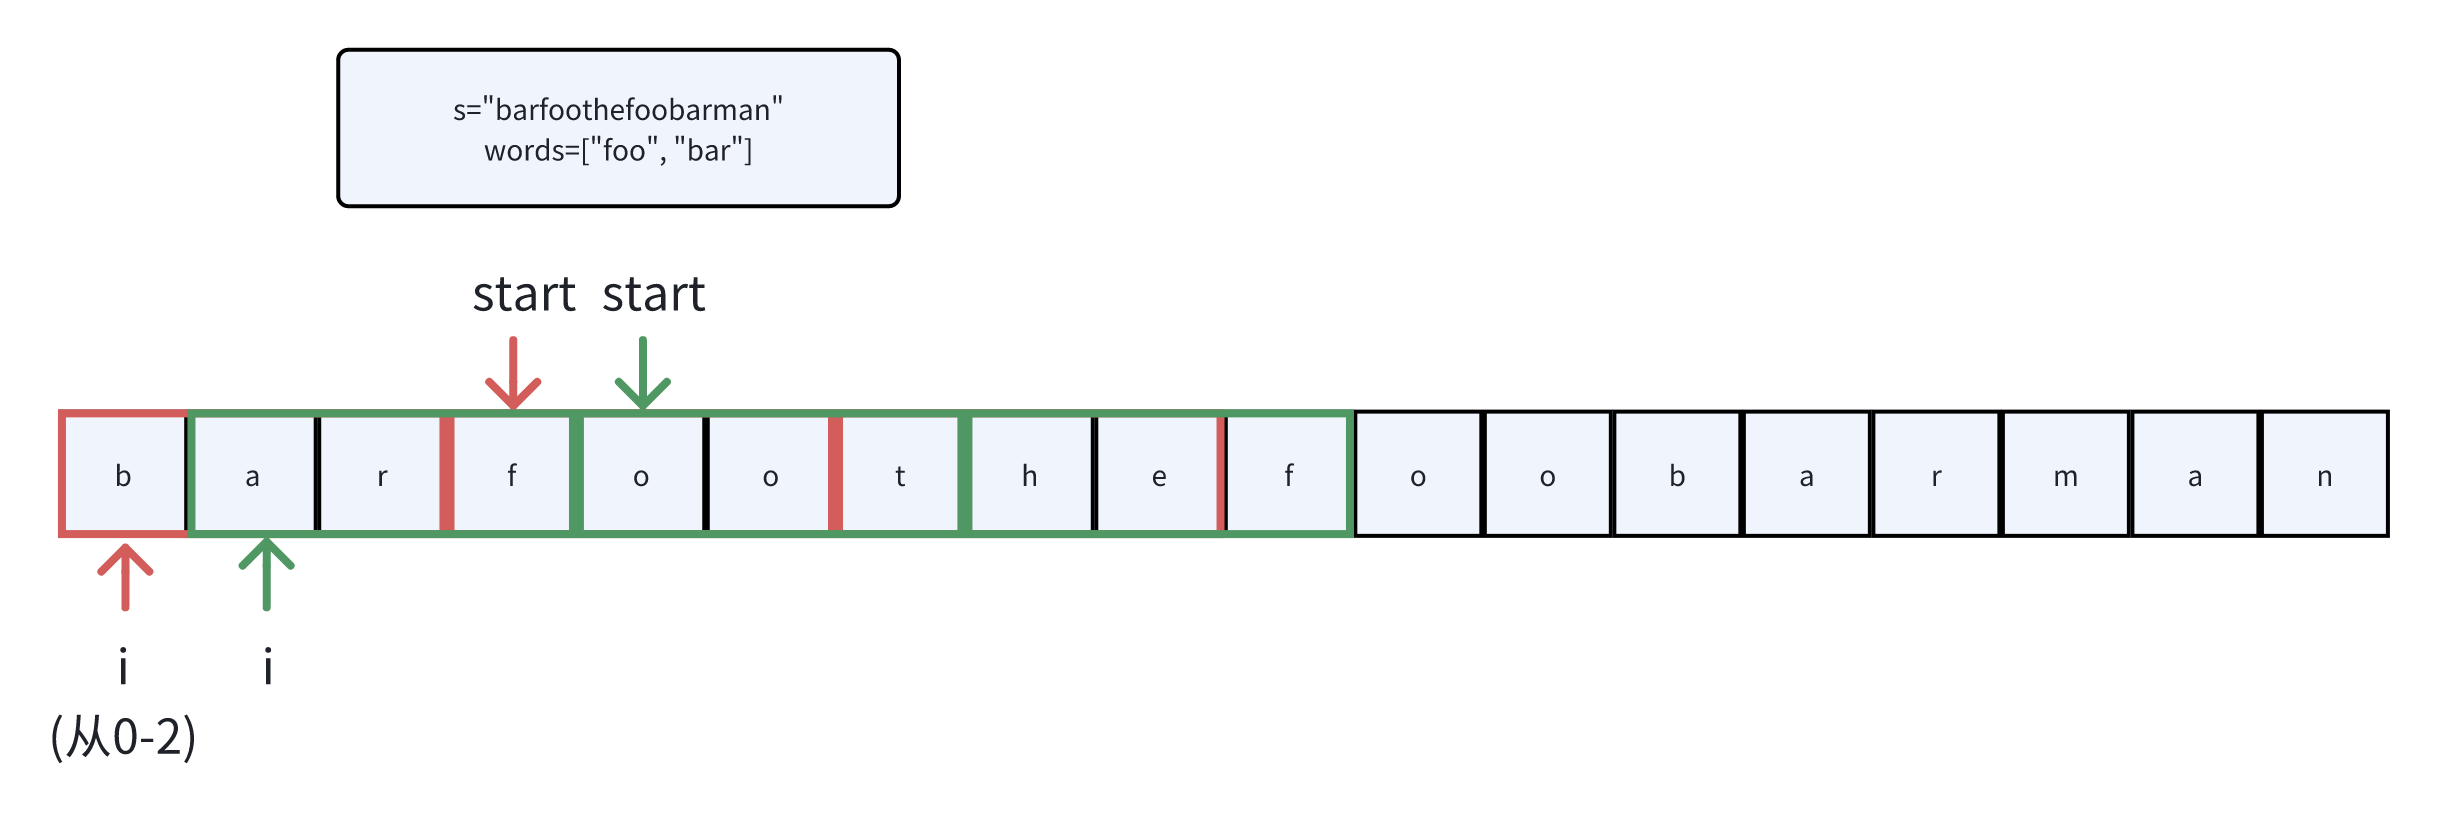 s="barfoothefoobarman"
words=["foo", "bar"]
start start
b a r f o o t h e f o o b a r m a n
i i
(从0-2)